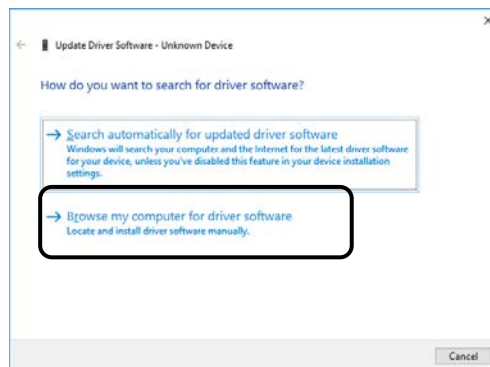 Update Driver Software - Unknown Device
How do you want to search for driver software?
Search automatically for updated driver software
Windows will search your computer and the Internet for the latest driver software
for your device, unless you've disabled this feature in your device installation
settings.
Browse my computer for driver software
Locate and install driver software manually.
Cancel